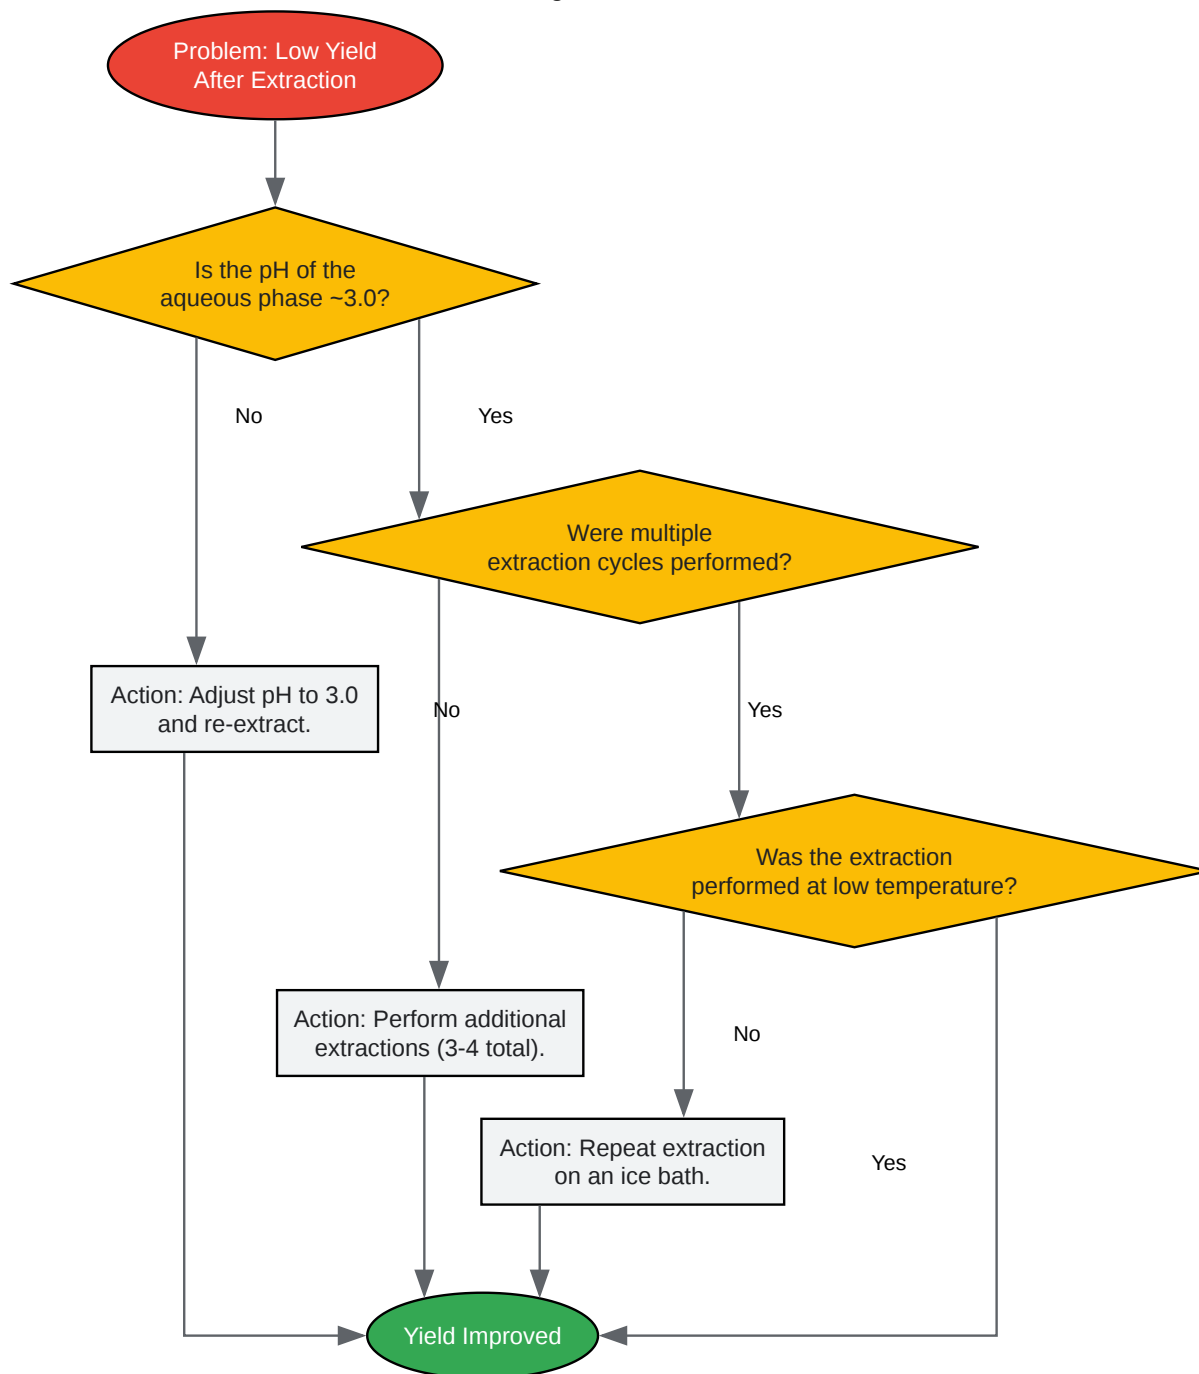 Problem: Low Yield
After Extraction
Is the pH of the
aqueous phase ~3.0?
No
Yes
Were multiple
extraction cycles performed?
Action: Adjust pH to 3.0
and re-extract.
No
Yes
Was the extraction
performed at low temperature?
Action: Perform additional
extractions (3-4 total).
No
Action: Repeat extraction
on an ice bath.
Yes
Yield Improved